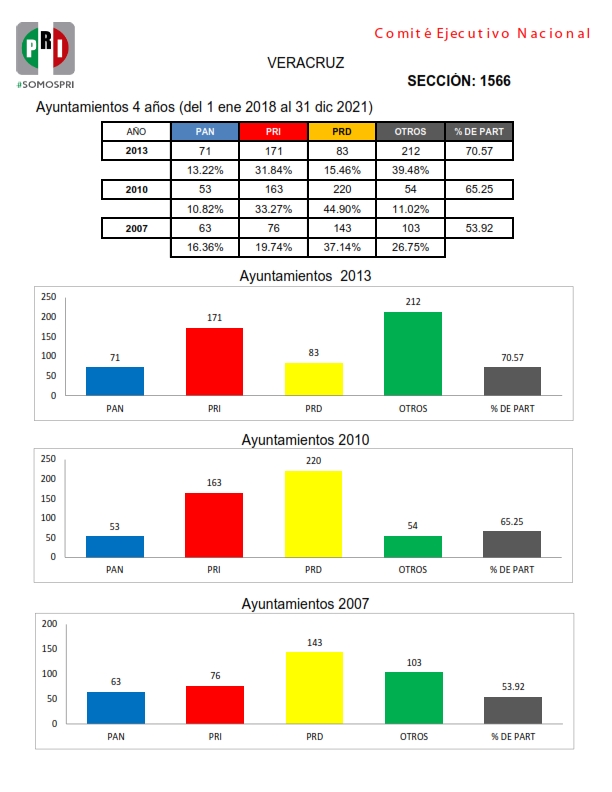 Comité Ejecutivo Nacional
PRI
#SOMOSPRI
VERACRUZ
SECCIÓN: 1566
Ayuntamientos 4 años (del 1 ene 2018 al 31 dic 2021)
AÑO PAN PRI PRD OTROS % DE PART
2013 71 171 83 212 70.57
13.22% 31.84% 15.46% 39.48%
2010 53 163 220 54 65.25
10.82% 33.27% 44.90% 11.02%
2007 63 76 143 103 53.92
16.36% 19.74% 37.14% 26.75%
Ayuntamientos 2013
250
200
150
100
50
0
71 171 83 212 70.57
PAN PRI PRD OTROS % DE PART
Ayuntamientos 2010
250
200
150
100
50
0
53 163 220 54 65.25
PAN PRI PRD OTROS % DE PART
Ayuntamientos 2007
200
150
100
50
0
63 76 143 103 53.92
PAN PRI PRD OTROS % DE PART